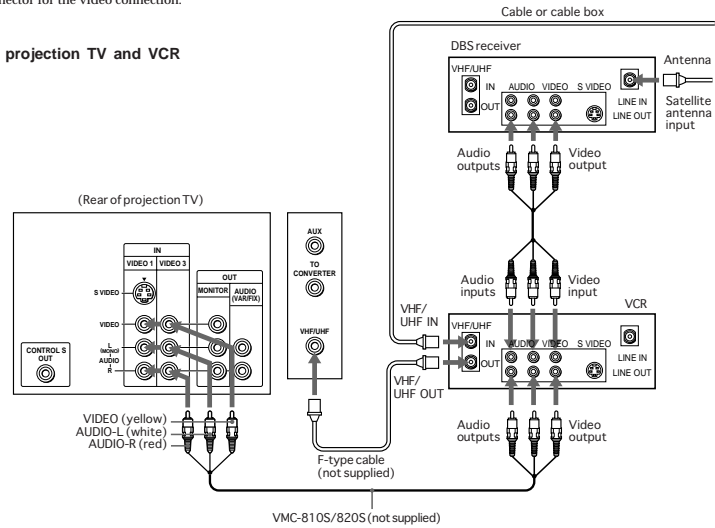 nector for the video connection.
Cable or cable box
projection TV and VCR
DBS receiver
VHF/UHF
IN
OUT
AUDIO VIDEO S VIDEO
LINE IN
LINE OUT
Antenna
Satellite
antenna
input
Audio
outputs
Video
output
(Rear of projection TV)
IN
VIDEO 1 VIDEO 3
OUT
MONITOR AUDIO
(VAR/FIX)
S VIDEO
VIDEO
L
(MONO)
AUDIO
R
CONTROL S
OUT
AUX
TO
CONVERTER
VHF/UHF
Audio
inputs
Video
input
VCR
VHF/
UHF IN
VHF/UHF
IN
OUT
AUDIO VIDEO S VIDEO
LINE IN
LINE OUT
VHF/
UHF OUT
Audio
outputs
Video
output
VIDEO (yellow)
AUDIO-L (white)
AUDIO-R (red)
F-type cable
(not supplied)
VMC-810S/820S (not supplied)